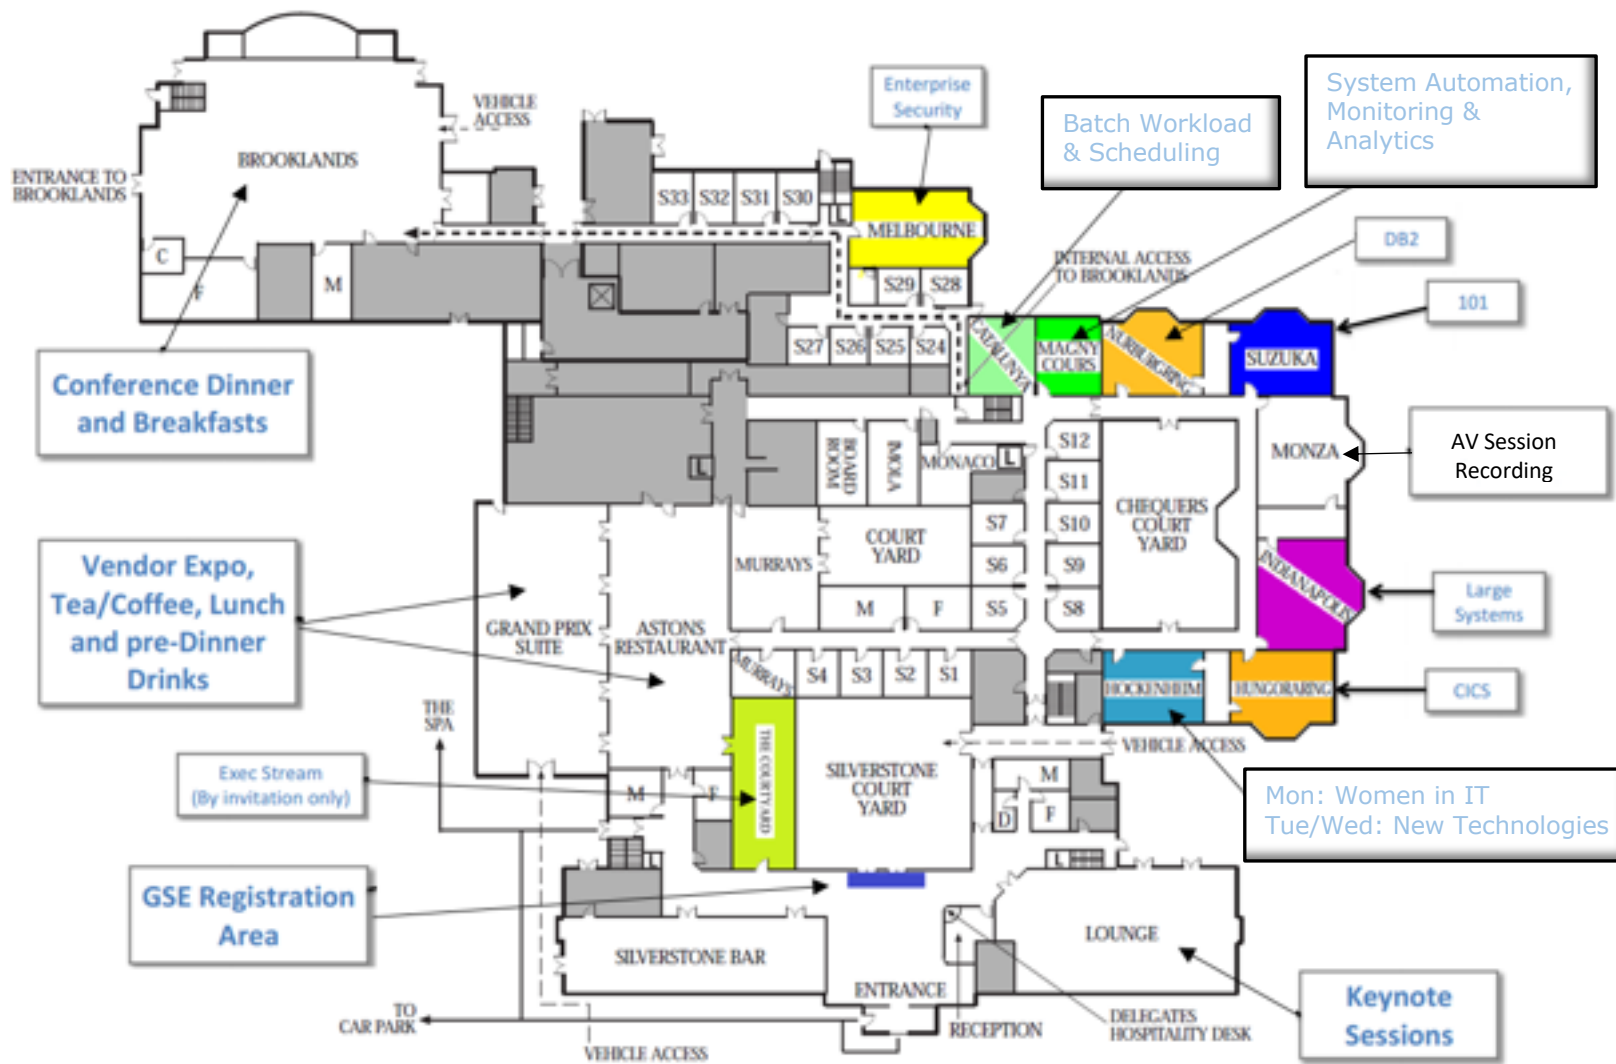 Enterprise
Security
System Automation,
Monitoring &
Analytics
Batch Workload
& Scheduling
VEHICLE
ACCESS
BROOKLANDS
ENTRANCE TO
BROOKLANDS
S33
S32
S31
S30
L
MELBOURNE
DB2
INTERNAL ACCESS
TO BROOKLANDS
C
F
M
S29
S28
101
S27
S26
S25
S24
CATALUNYA
MAGNY
COURS
NURBURGRING
SUZUKA
Conference Dinner
and Breakfasts
BOARD
ROOM
IMOLA
MONACO
L
L
S12
S11
S10
S9
S8
S7
S6
S5
CHEQUERS
COURT
YARD
MONZA
AV Session
Recording
COURT
YARD
MURRAYS
M
F
INDIANAPOLIS
Large
Systems
Vendor Expo,
Tea/Coffee, Lunch
and pre-Dinner
Drinks
GRAND PRIX
SUITE
ASTONS
RESTAURANT
MURRAYS
S4
S3
S2
S1
HOCKENHEIM
HUNGORARING
CICS
THE
SPA
VEHICLE ACCESS
Exec Stream
(By invitation only)
M
F
THE COURTYARD
SILVERSTONE
COURT
YARD
M
D
F
L
L
Mon: Women in IT
Tue/Wed: New Technologies
GSE Registration
Area
SILVERSTONE BAR
LOUNGE
ENTRANCE
Keynote
Sessions
TO
CAR PARK
RECEPTION
DELEGATES
HOSPITALITY DESK
VEHICLE ACCESS